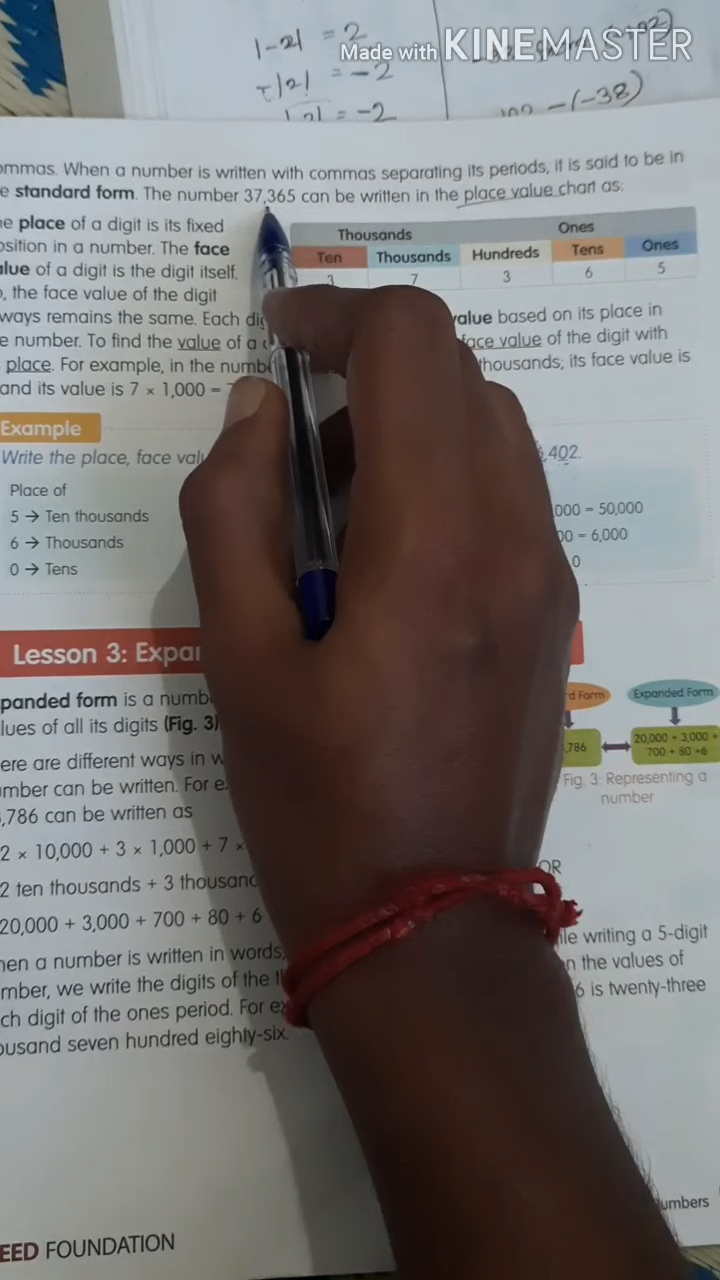 |-2| = 2
-|2| = -2
= -2
-(-38)
Made with KINEMASTER
ommas. When a number is written with commas separating its periods, it is said to be in
e standard form. The number 37,365 can be written in the place value chart as:
e place of a digit is its fixed
osition in a number. The face
alue of a digit is the digit itself.
, the face value of the digit
ways remains the same. Each value based on its place in
e number. To find the value of a face value of the digit with
place. For example, in the thousands; its face value is
and its value is 7 × 1,000 =
Thousands Ones
Ten Thousands Hundreds Tens Ones
3 7 3 6 5
Example
Write the place, face ,402.
Place of
5 → Ten thousands 000 = 50,000
6 → Thousands 00 = 6,000
0 → Tens 0
Lesson 3:
panded form is a
lues of all its digits (Fig. 3)
ere are different ways in
mber can be written. For
,786 can be written as
2 × 10,000 + 3 × 1,000 + 7 ×
OR
2 ten thousands + 3
20,000 + 3,000 + 700 + 80 + 6
d Form Expanded Form
,786 20,000 + 3,000 +
700 + 80 +6
Fig. 3: Representing a
number
hen a number is written in words, ile writing a 5-digit
mber, we write the digits of the n the values of
ch digit of the ones period. For 6 is twenty-three
ousand seven hundred eighty-six.
umbers
EED FOUNDATION